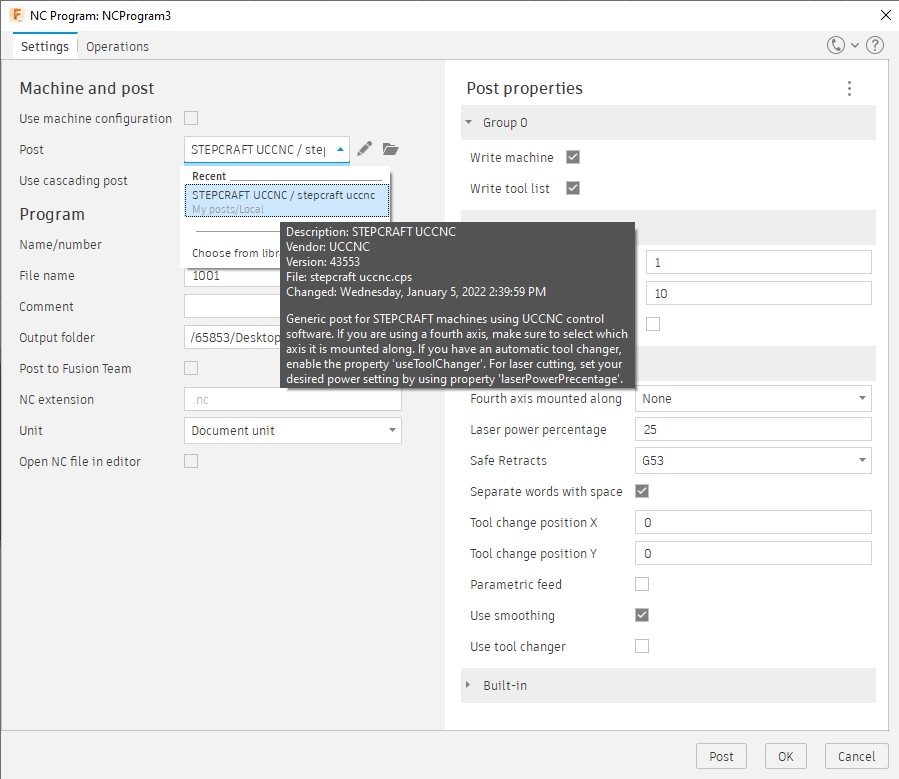 NC Program: NCProgram3
Settings
Operations
Machine and post
Use machine configuration
Post
STEPCRAFT UCCNC / step
Use cascading post
Recent
STEPCRAFT UCCNC / stepcraft uccnc
My posts/Local
Choose from libr
Description: STEPCRAFT UCCNC
Vendor: UCCNC
Version: 43553
File: stepcraft uccnc.cps
Changed: Wednesday, January 5, 2022 2:39:59 PM
Generic post for STEPCRAFT machines using UCCNC control
software. If you are using a fourth axis, make sure to select which
axis it is mounted along. If you have an automatic tool changer,
enable the property 'useToolChanger'. For laser cutting, set your
desired power setting by using property 'laserPowerPrecentage'.
Program
Name/number
File name
1001
Comment
Output folder
/65853/Desktop
Post to Fusion Team
NC extension
.nc
Unit
Document unit
Open NC file in editor
Post properties
Group 0
Write machine
Write tool list
1
10
Fourth axis mounted along
None
Laser power percentage
25
Safe Retracts
G53
Separate words with space
Tool change position X
0
Tool change position Y
0
Parametric feed
Use smoothing
Use tool changer
Built-in
Post
OK
Cancel